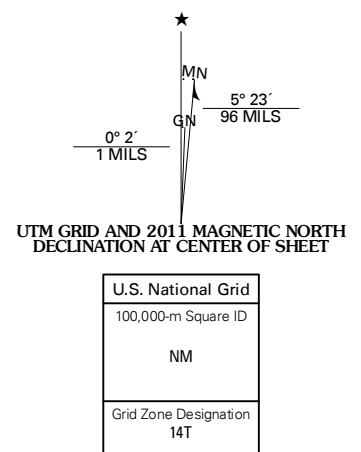 MN
5° 23´
96 MILS
GN
0° 2´
1 MILS
UTM GRID AND 2011 MAGNETIC NORTH
DECLINATION AT CENTER OF SHEET
U.S. National Grid
100,000-m Square ID
NM
Grid Zone Designation
14T